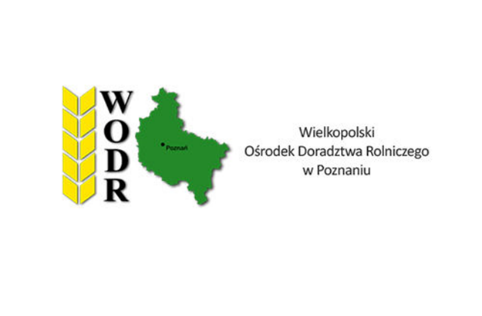 WODR
Poznań
Wielkopolski
Ośrodek Doradztwa Rolniczego
w Poznaniu